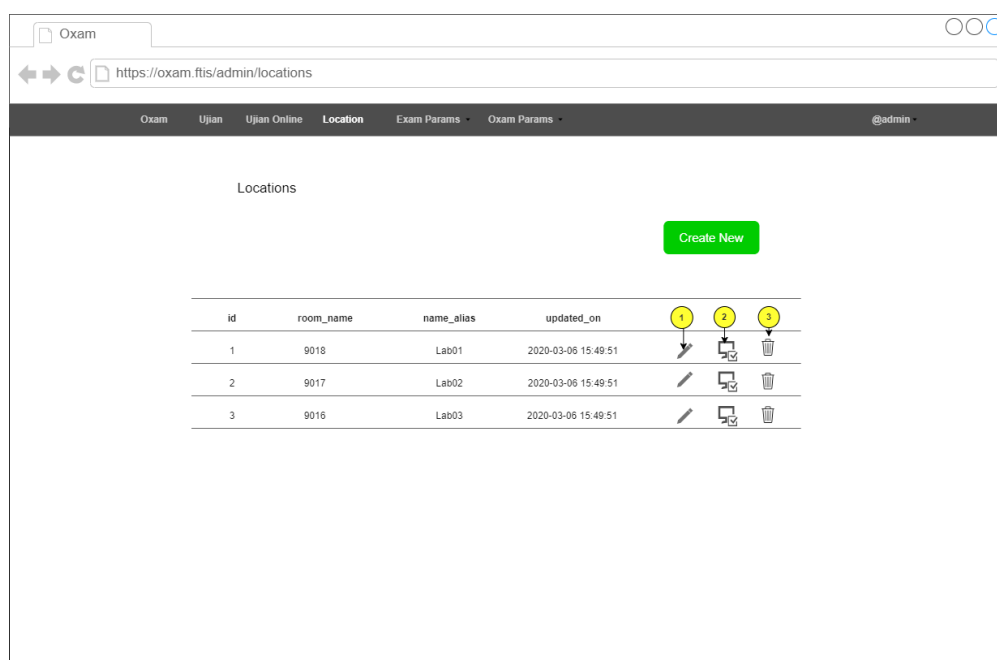 Oxam
https://oxam.ftis/admin/locations
Oxam Ujian Ujian Online Location Exam Params Oxam Params @admin
Locations
Create New
id room_name name_alias updated_on 1 2 3
1 9018 Lab01 2020-03-06 15:49:51
2 9017 Lab02 2020-03-06 15:49:51
3 9016 Lab03 2020-03-06 15:49:51